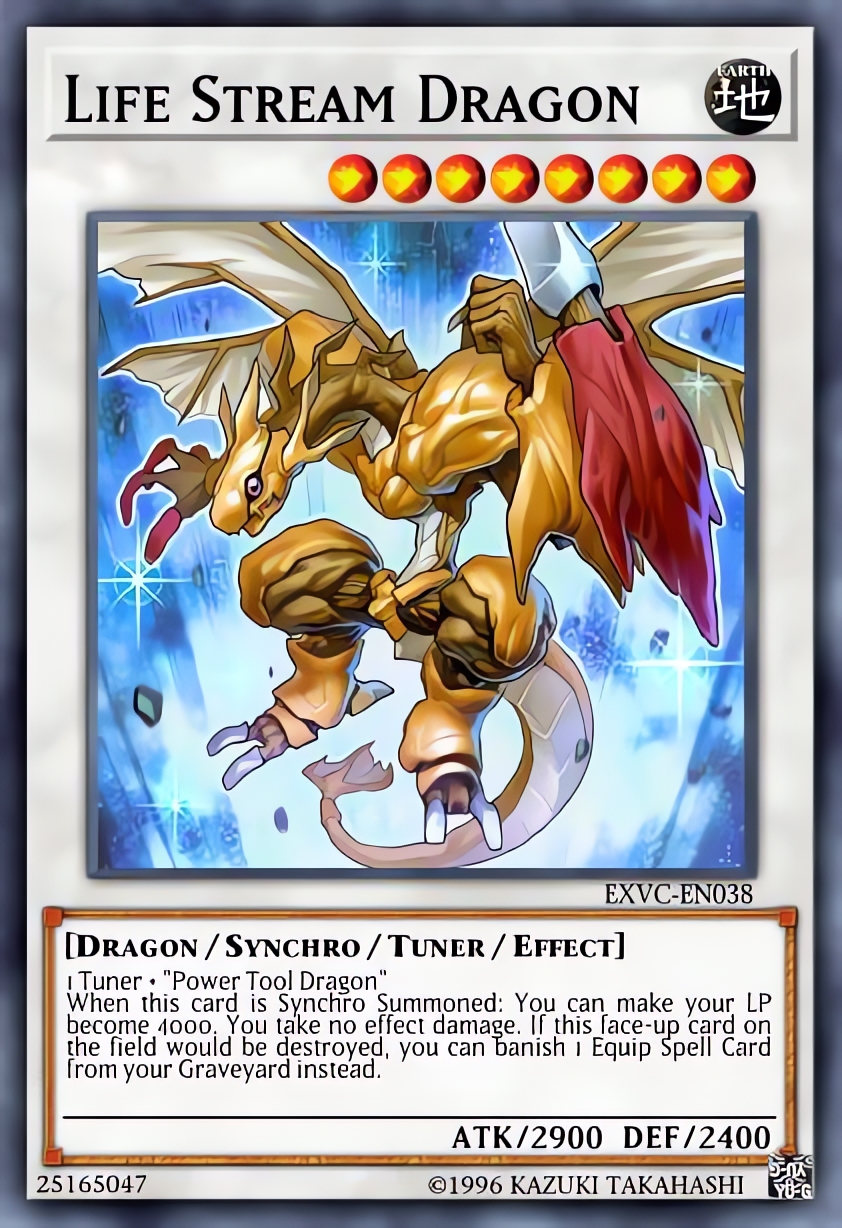 LIFE STREAM DRAGON
EARTH
地
EXVC-EN038
[DRAGON / SYNCHRO / TUNER / EFFECT]
1 Tuner + "Power Tool Dragon"
When this card is Synchro Summoned: You can make your LP
become 4000. You take no effect damage. If this face-up card on
the field would be destroyed, you can banish 1 Equip Spell Card
from your Graveyard instead.
ATK/2900 DEF/2400
25165047
©1996 KAZUKI TAKAHASHI